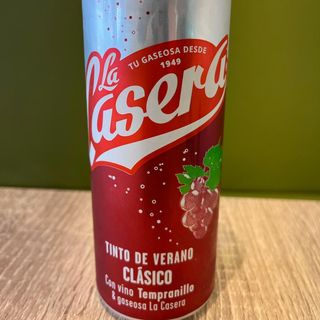 TU GASEOSA DESDE
1949
La
Casera
TINTO DE VERANO
CLÁSICO
Con vino Tempranillo
& gaseosa La Casera